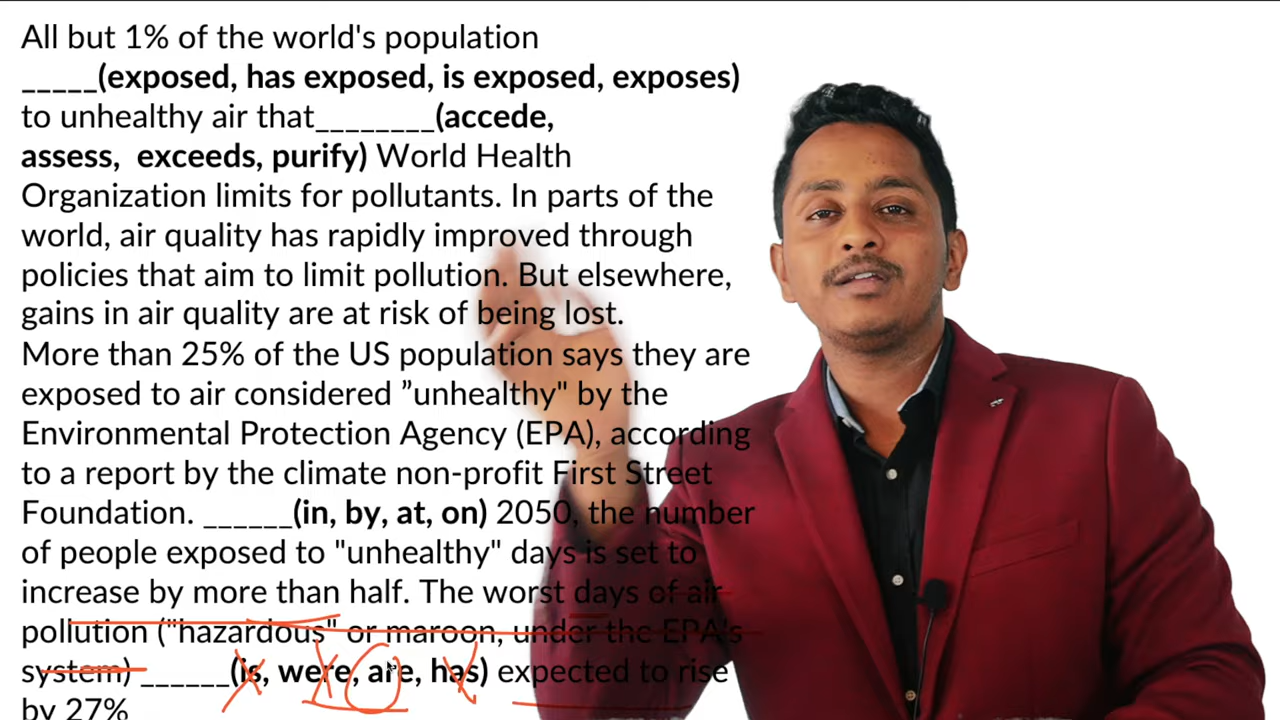 All but 1% of the world's population
_____(exposed, has exposed, is exposed, exposes)
to unhealthy air that________(accede,
assess,  exceeds, purify) World Health
Organization limits for pollutants. In parts of the
world, air quality has rapidly improved through
policies that aim to limit pollution. But elsewhere,
gains in air quality are at risk of being lost.
More than 25% of the US population says they are
exposed to air considered ”unhealthy" by the
Environmental Protection Agency (EPA), according
to a report by the climate non-profit First Street
Foundation. ______(in, by, at, on) 2050, the number
of people exposed to "unhealthy" days is set to
increase by more than half. The worst days of air
pollution ("hazardous" or maroon, under the EPA's
system) ______(is, were, are, has) expected to rise
by 27%